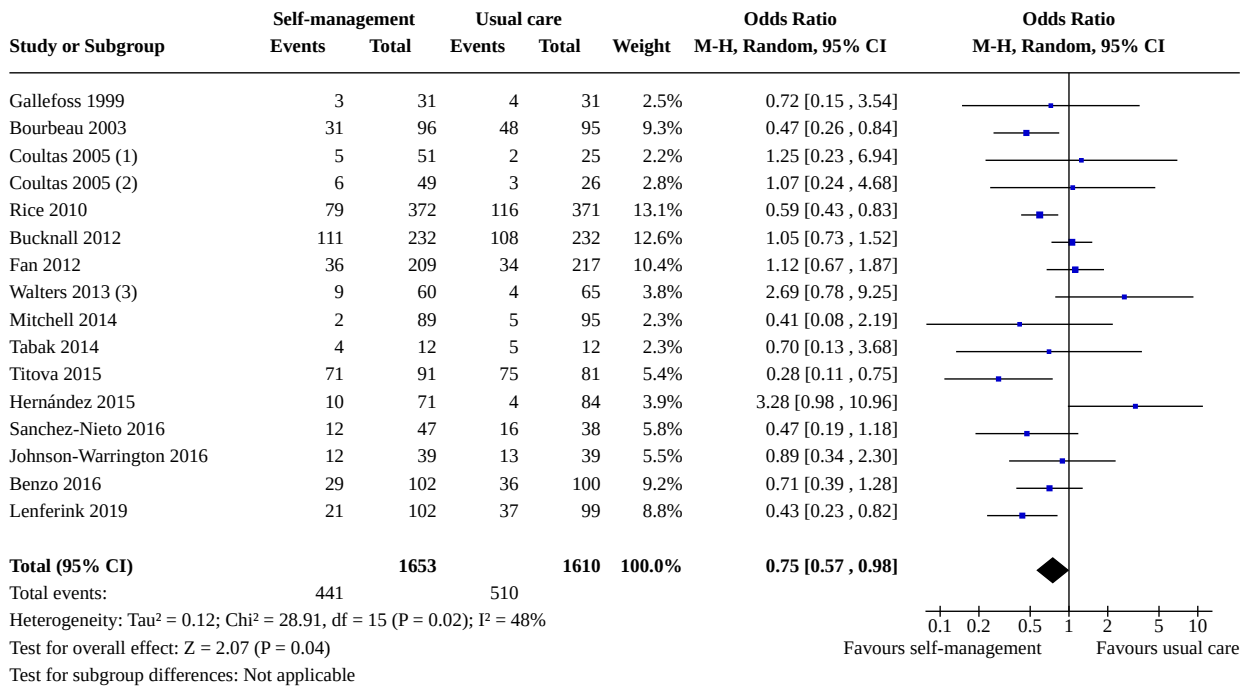 Self-management Usual care Odds Ratio Odds Ratio
Study or Subgroup Events Total Events Total Weight M-H, Random, 95% CI M-H, Random, 95% CI
Gallefoss 1999 3 31 4 31 2.5% 0.72 [0.15 , 3.54]
Bourbeau 2003 31 96 48 95 9.3% 0.47 [0.26 , 0.84]
Coultas 2005 (1) 5 51 2 25 2.2% 1.25 [0.23 , 6.94]
Coultas 2005 (2) 6 49 3 26 2.8% 1.07 [0.24 , 4.68]
Rice 2010 79 372 116 371 13.1% 0.59 [0.43 , 0.83]
Bucknall 2012 111 232 108 232 12.6% 1.05 [0.73 , 1.52]
Fan 2012 36 209 34 217 10.4% 1.12 [0.67 , 1.87]
Walters 2013 (3) 9 60 4 65 3.8% 2.69 [0.78 , 9.25]
Mitchell 2014 2 89 5 95 2.3% 0.41 [0.08 , 2.19]
Tabak 2014 4 12 5 12 2.3% 0.70 [0.13 , 3.68]
Titova 2015 71 91 75 81 5.4% 0.28 [0.11 , 0.75]
Hernández 2015 10 71 4 84 3.9% 3.28 [0.98 , 10.96]
Sanchez-Nieto 2016 12 47 16 38 5.8% 0.47 [0.19 , 1.18]
Johnson-Warrington 2016 12 39 13 39 5.5% 0.89 [0.34 , 2.30]
Benzo 2016 29 102 36 100 9.2% 0.71 [0.39 , 1.28]
Lenferink 2019 21 102 37 99 8.8% 0.43 [0.23 , 0.82]
Total (95% CI) 1653 1610 100.0% 0.75 [0.57 , 0.98]
Total events: 441 510
Heterogeneity: Tau² = 0.12; Chi² = 28.91, df = 15 (P = 0.02); I² = 48%
0.1 0.2 0.5 1 2 5 10
Test for overall effect: Z = 2.07 (P = 0.04) Favours self-management Favours usual care
Test for subgroup differences: Not applicable